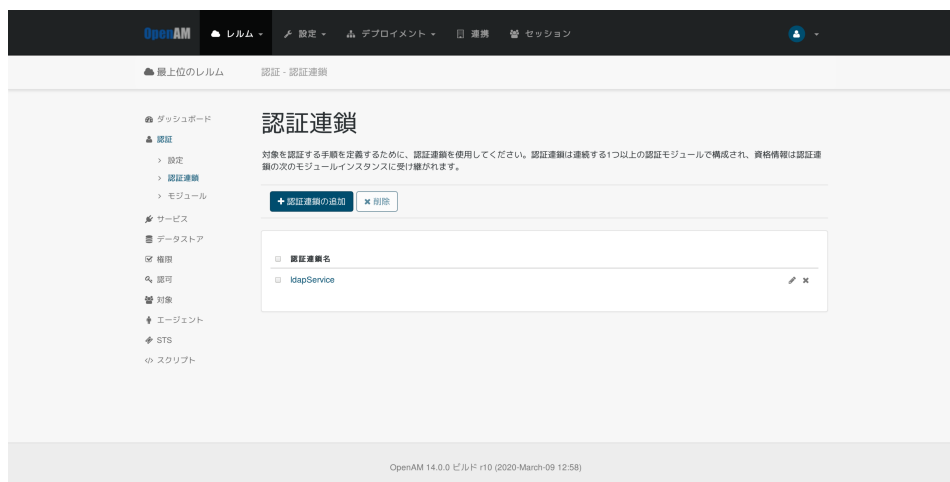 OpenAM レルム 設定 デプロイメント 連携 セッション
最上位のレルム 認証 - 認証連鎖
ダッシュボード
認証
> 設定
> 認証連鎖
> モジュール
サービス
データストア
権限
認可
対象
エージェント
STS
スクリプト
認証連鎖
対象を認証する手順を定義するために、認証連鎖を使用してください。認証連鎖は連続する1つ以上の認証モジュールで構成され、資格情報は認証連
鎖の次のモジュールインスタンスに受け継がれます。
+ 認証連鎖の追加 × 削除
認証連鎖名
ldapService
OpenAM 14.0.0 ビルド r10 (2020-March-09 12:58)